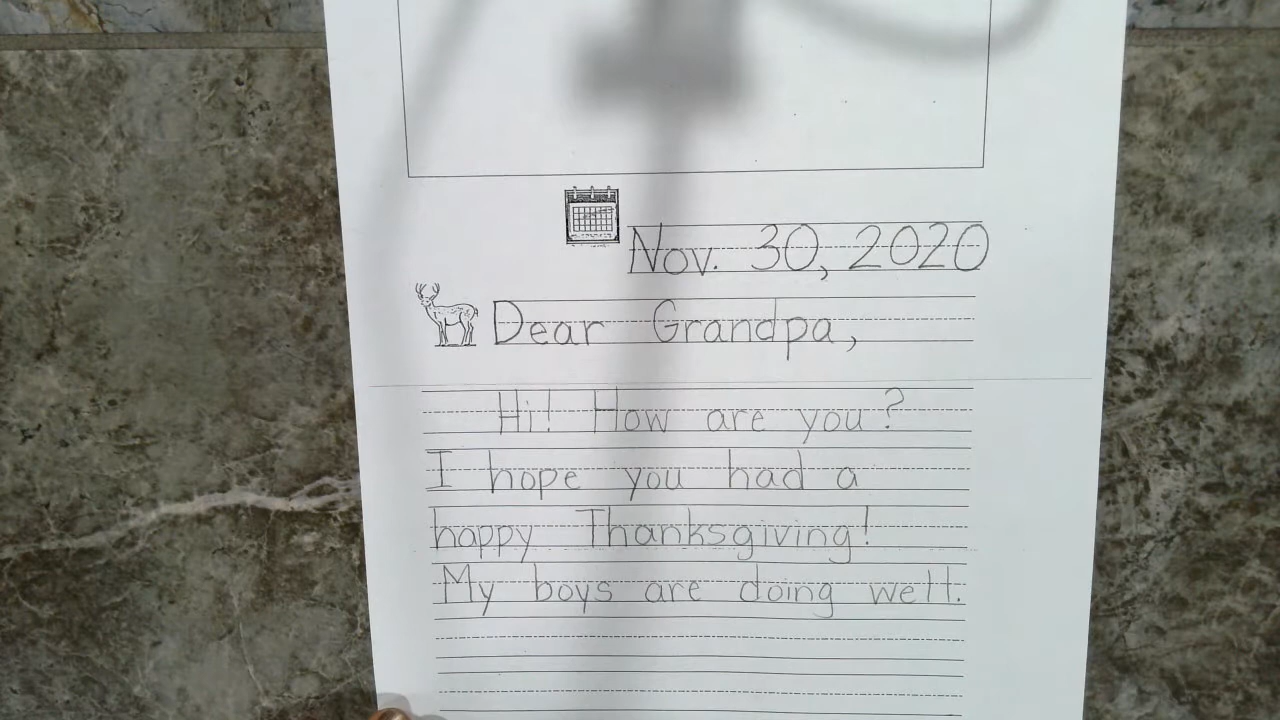 Nov. 30, 2020
Dear Grandpa,
Hi! How are you?
I hope you had a
happy Thanksgiving!
My boys are doing well.